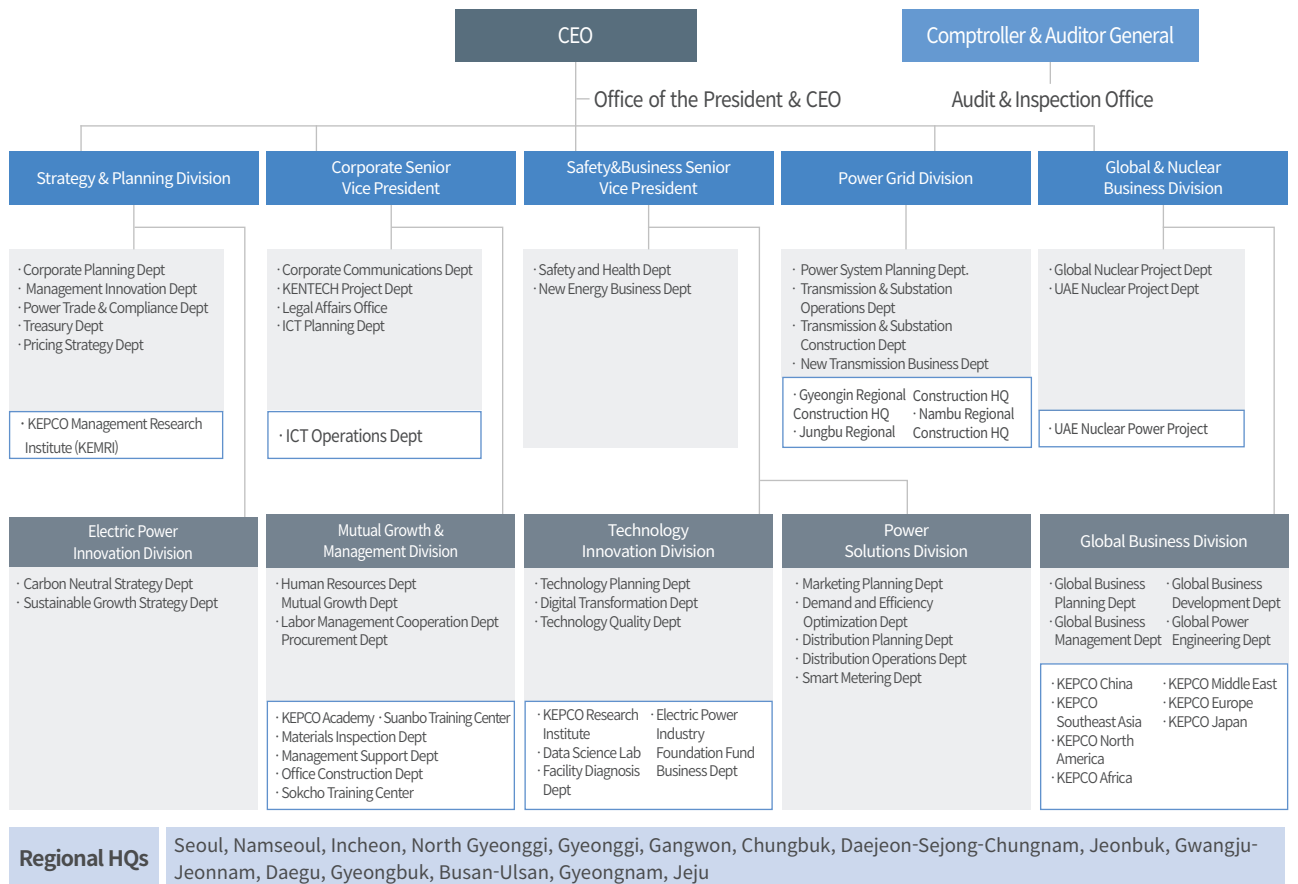 CEO
Comptroller & Auditor General
Office of the President & CEO
Audit & Inspection Office
Strategy & Planning Division
Corporate Senior
Vice President
Safety&Business Senior
Vice President
Power Grid Division
Global & Nuclear
Business Division
· Corporate Planning Dept
· Management Innovation Dept
· Power Trade & Compliance Dept
· Treasury Dept
· Pricing Strategy Dept
· KEPCO Management Research
Institute (KEMRI)
· Corporate Communications Dept
· KENTECH Project Dept
· Legal Affairs Office
· ICT Planning Dept
· ICT Operations Dept
· Safety and Health Dept
· New Energy Business Dept
· Power System Planning Dept.
· Transmission & Substation
Operations Dept
· Transmission & Substation
Construction Dept
· New Transmission Business Dept
· Gyeongin Regional
Construction HQ
· Jungbu Regional
Construction HQ
· Nambu Regional
Construction HQ
· Global Nuclear Project Dept
· UAE Nuclear Project Dept
· UAE Nuclear Power Project
Electric Power
Innovation Division
· Carbon Neutral Strategy Dept
· Sustainable Growth Strategy Dept
Mutual Growth &
Management Division
· Human Resources Dept
Mutual Growth Dept
· Labor Management Cooperation Dept
Procurement Dept
· KEPCO Academy · Suanbo Training Center
· Materials Inspection Dept
· Management Support Dept
· Office Construction Dept
· Sokcho Training Center
Technology
Innovation Division
· Technology Planning Dept
· Digital Transformation Dept
· Technology Quality Dept
· KEPCO Research
Institute
· Data Science Lab
· Facility Diagnosis
Dept
· Electric Power
Industry
Foundation Fund
Business Dept
Power
Solutions Division
· Marketing Planning Dept
· Demand and Efficiency
Optimization Dept
· Distribution Planning Dept
· Distribution Operations Dept
· Smart Metering Dept
Global Business Division
· Global Business
Planning Dept
· Global Business
Management Dept
· Global Business
Development Dept
· Global Power
Engineering Dept
· KEPCO China
· KEPCO
Southeast Asia
· KEPCO North
America
· KEPCO Africa
· KEPCO Middle East
· KEPCO Europe
· KEPCO Japan
Regional HQs
Seoul, Namseoul, Incheon, North Gyeonggi, Gyeonggi, Gangwon, Chungbuk, Daejeon-Sejong-Chungnam, Jeonbuk, Gwangju-
Jeonnam, Daegu, Gyeongbuk, Busan-Ulsan, Gyeongnam, Jeju